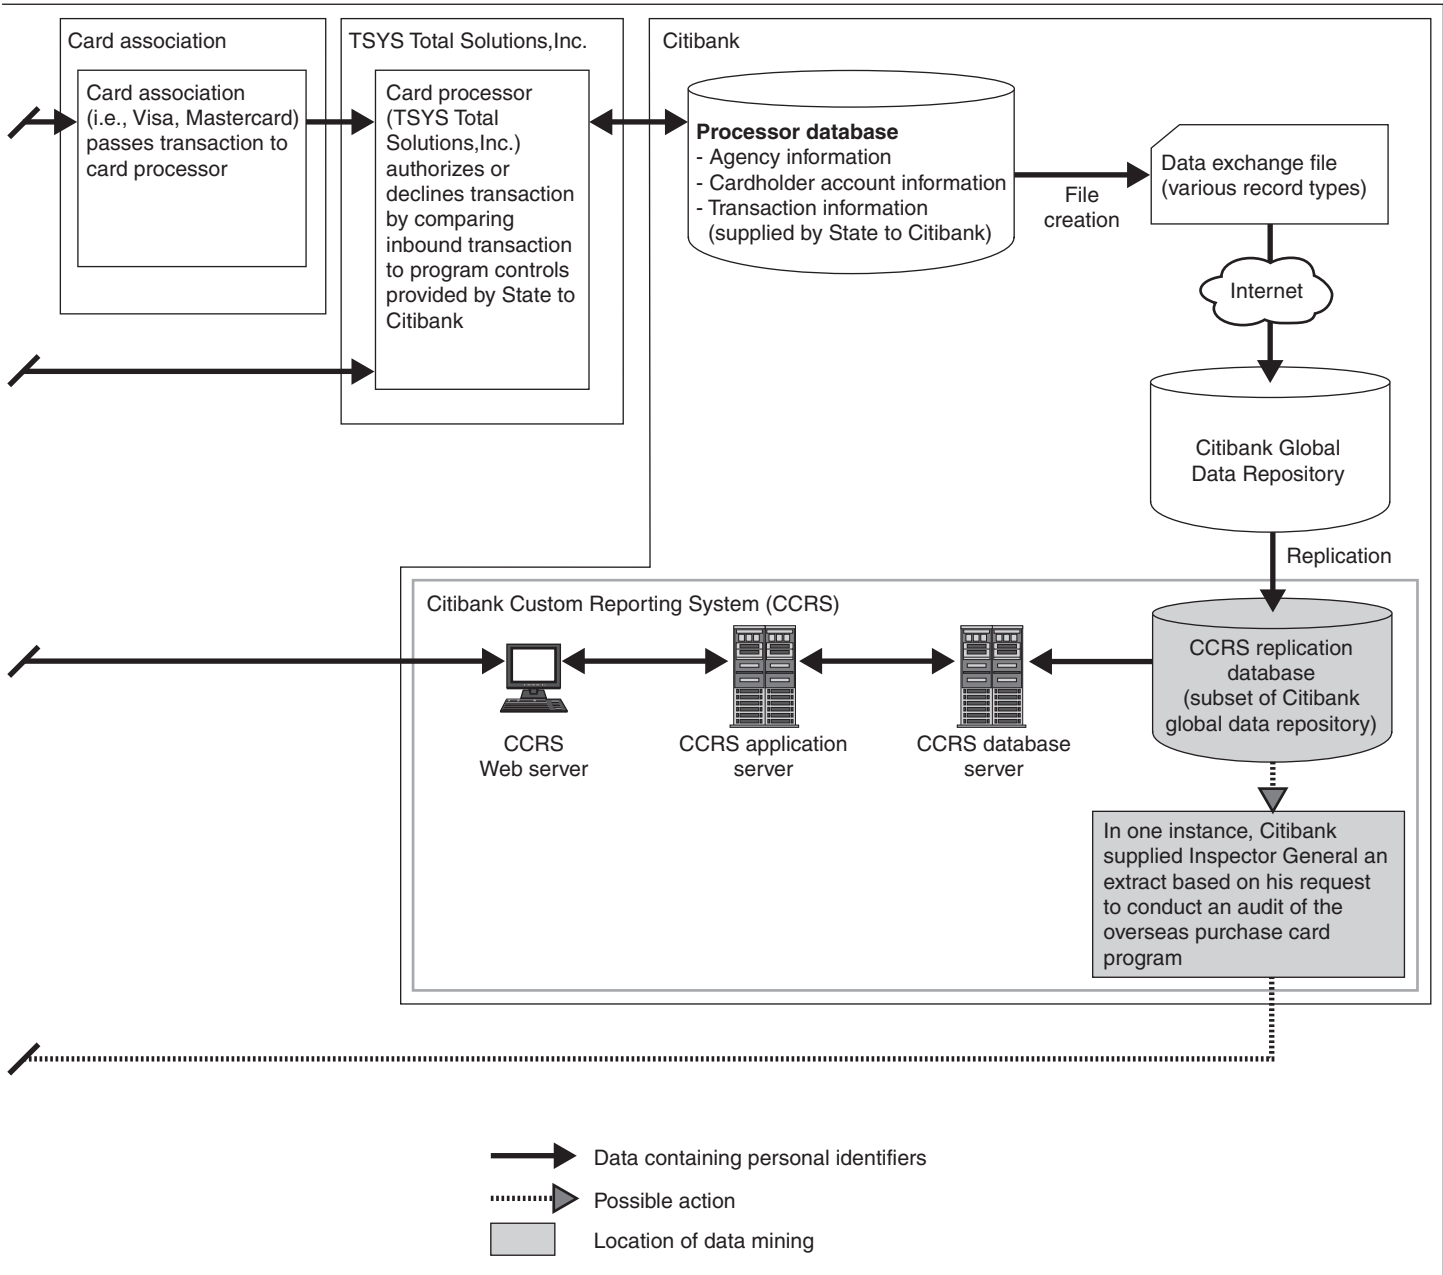 Card association
Card association
(i.e., Visa, Mastercard)
passes transaction to
card processor
TSYS Total Solutions,Inc.
Card processor
(TSYS Total
Solutions,Inc.)
authorizes or
declines transaction
by comparing
inbound transaction
to program controls
provided by State to
Citibank
Citibank
Processor database
- Agency information
- Cardholder account information
- Transaction information
(supplied by State to Citibank)
File
creation
Data exchange file
(various record types)
Internet
Citibank Global
Data Repository
Replication
Citibank Custom Reporting System (CCRS)
CCRS
Web server
CCRS application
server
CCRS database
server
CCRS replication
database
(subset of Citibank
global data repository)
In one instance, Citibank
supplied Inspector General an
extract based on his request
to conduct an audit of the
overseas purchase card
program
Data containing personal identifiers
Possible action
Location of data mining